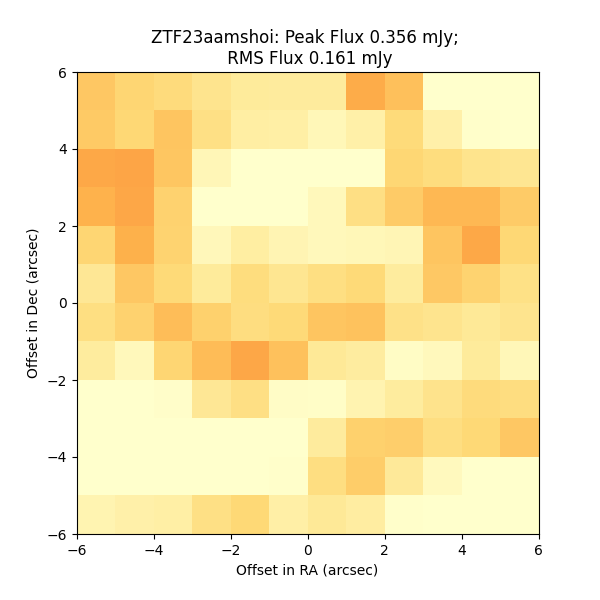 ZTF23aamshoi: Peak Flux 0.356 mJy;
RMS Flux 0.161 mJy
6
4
2
0
−2
−4
−6
Offset in Dec (arcsec)
−6 −4 −2 0 2 4 6
Offset in RA (arcsec)